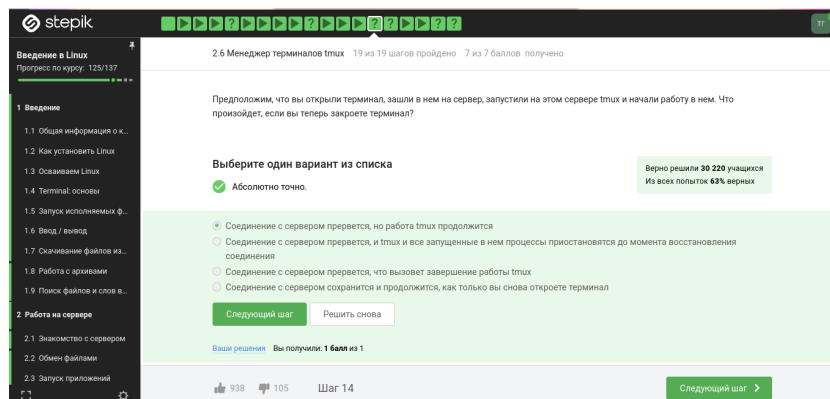 stepik
тг
Введение в Linux
Прогресс по курсу: 125/137
2.6 Менеджер терминалов tmux 19 из 19 шагов пройдено 7 из 7 баллов получено
1 Введение
1.1 Общая информация о к...
1.2 Как установить Linux
1.3 Осваиваем Linux
1.4 Terminal: основы
1.5 Запуск исполняемых ф...
1.6 Ввод / вывод
1.7 Скачивание файлов из...
1.8 Работа с архивами
1.9 Поиск файлов и слов в...
2 Работа на сервере
2.1 Знакомство с сервером
2.2 Обмен файлами
2.3 Запуск приложений
Предположим, что вы открыли терминал, зашли в нем на сервер, запустили на этом сервере tmux и начали работу в нем. Что
произойдет, если вы теперь закроете терминал?
Выберите один вариант из списка
Абсолютно точно.
Верно решили 30 220 учащихся
Из всех попыток 63% верных
Соединение с сервером прервется, но работа tmux продолжится
Соединение с сервером прервется, и tmux и все запущенные в нем процессы приостановятся до момента восстановления
соединения
Соединение с сервером прервется, что вызовет завершение работы tmux
Соединение с сервером сохранится и продолжится, как только вы снова откроете терминал
Следующий шаг Решить снова
Ваши решения Вы получили: 1 балл из 1
938 105 Шаг 14 Следующий шаг